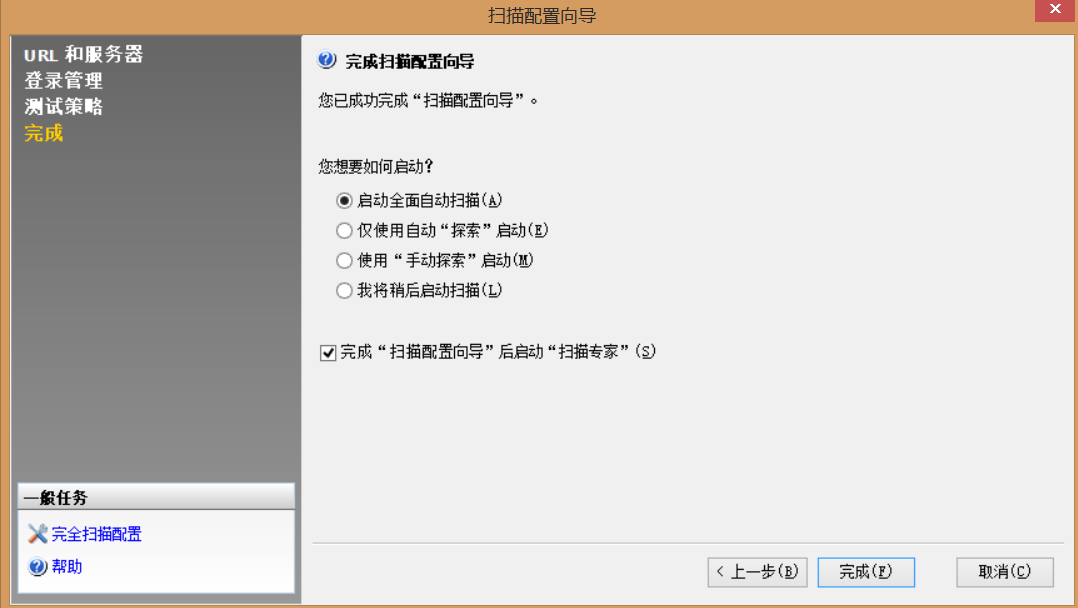 扫描配置向导
URL 和服务器
登录管理
测试策略
完成
完成扫描配置向导
您已成功完成“扫描配置向导”。
您想要如何启动?
启动全面自动扫描(A)
仅使用自动“探索”启动(E)
使用“手动探索”启动(M)
我将稍后启动扫描(L)
完成“扫描配置向导”后启动“扫描专家”(S)
一般任务
完全扫描配置
帮助
< 上一步(B)
完成(F)
取消(C)